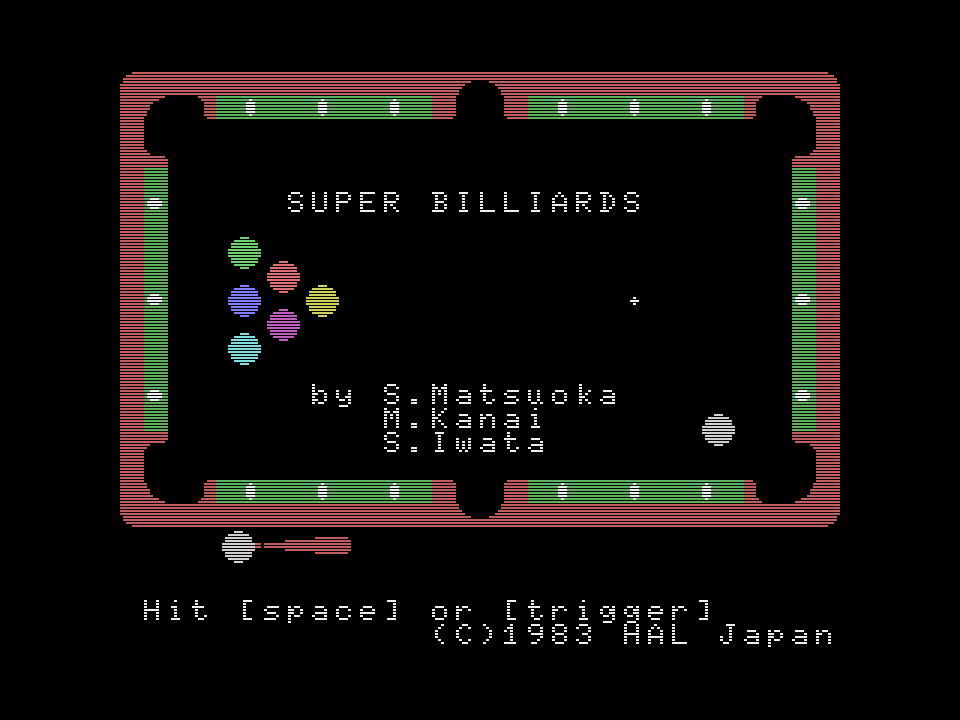 SUPER BILLIARDS
by S.Matsuoka
M.Kanai
S.Iwata
Hit [space] or [trigger]
(C)1983 HAL Japan